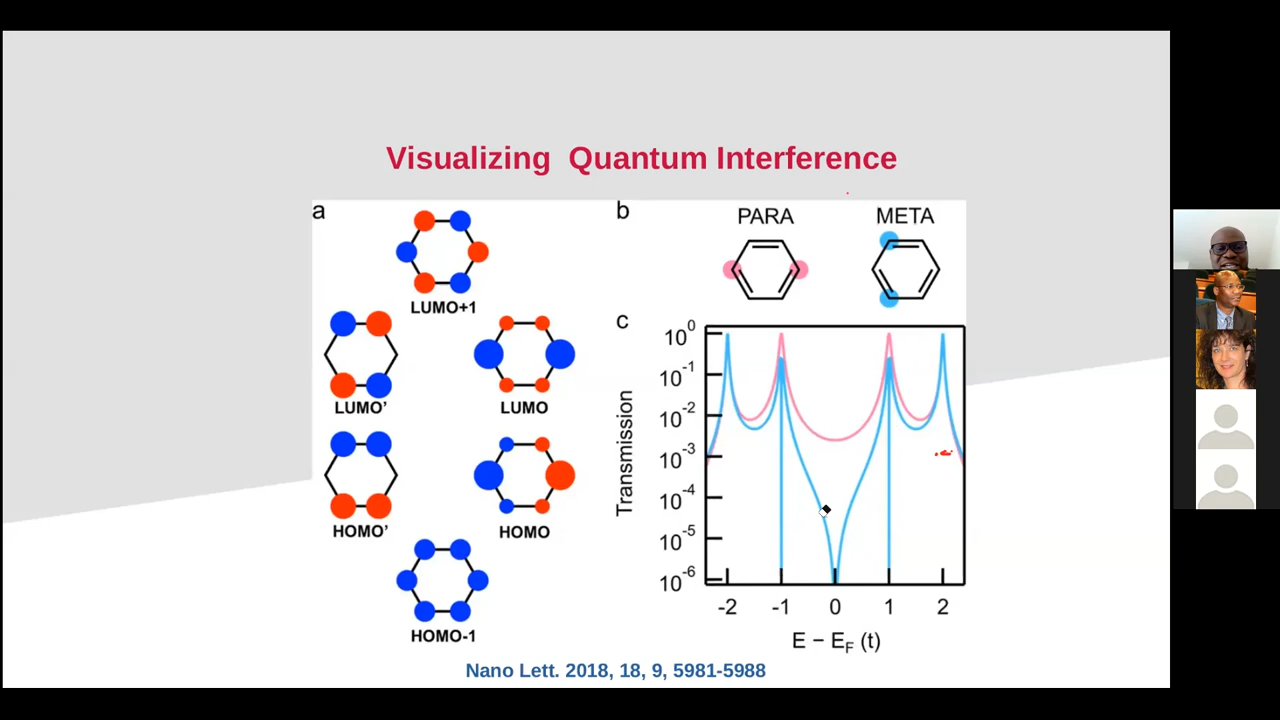 Visualizing Quantum Interference
a
LUMO+1
LUMO'
LUMO
HOMO'
HOMO
HOMO-1
b
PARA
META
c
Transmission
10⁰
10⁻¹
10⁻²
10⁻³
10⁻⁴
10⁻⁵
10⁻⁶
-2 -1 0 1 2
E − E_F (t)
Nano Lett. 2018, 18, 9, 5981-5988